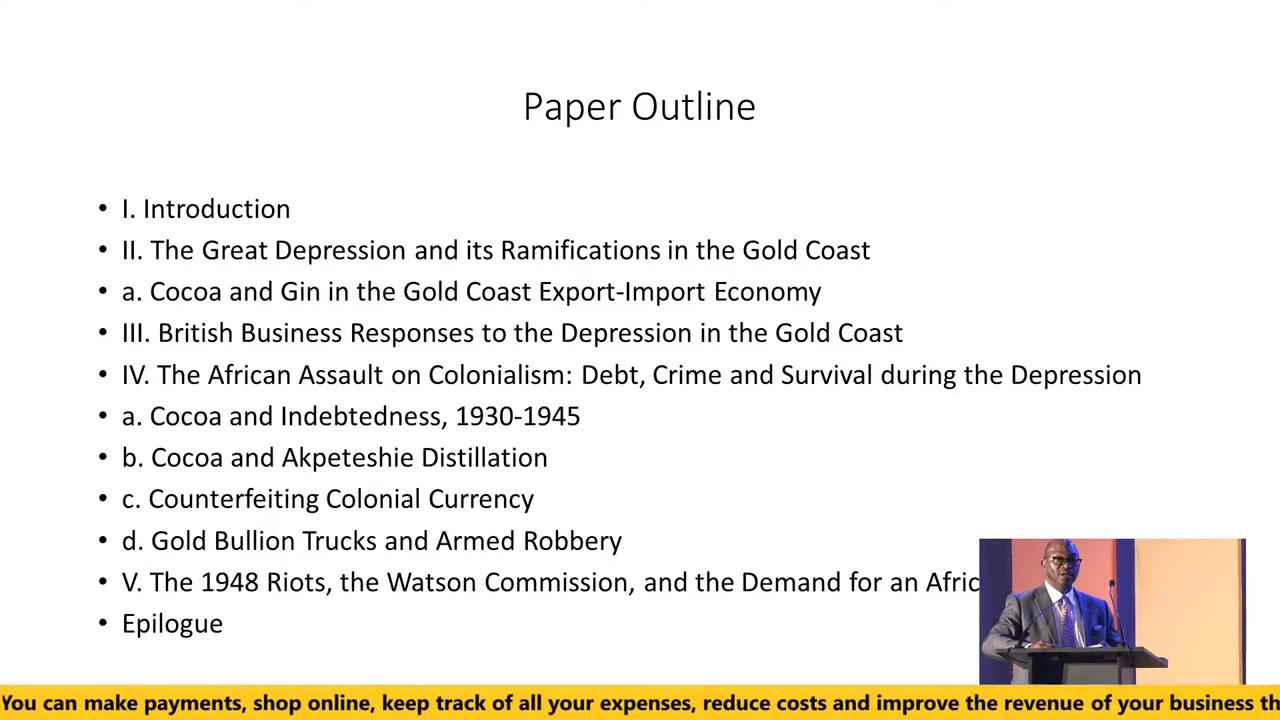 Paper Outline
• I. Introduction
• II. The Great Depression and its Ramifications in the Gold Coast
• a. Cocoa and Gin in the Gold Coast Export-Import Economy
• III. British Business Responses to the Depression in the Gold Coast
• IV. The African Assault on Colonialism: Debt, Crime and Survival during the Depression
• a. Cocoa and Indebtedness, 1930-1945
• b. Cocoa and Akpeteshie Distillation
• c. Counterfeiting Colonial Currency
• d. Gold Bullion Trucks and Armed Robbery
• V. The 1948 Riots, the Watson Commission, and the Demand for an
• Epilogue
You can make payments, shop online, keep track of all your expenses, reduce costs and improve the revenue of your business